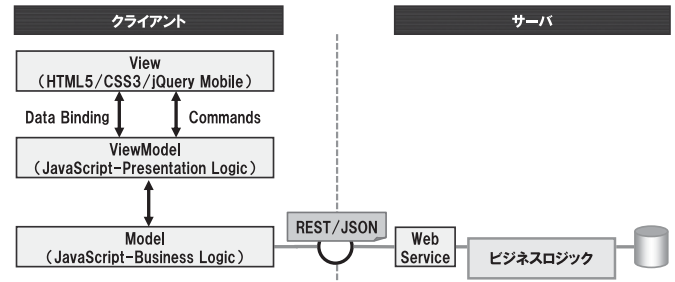 クライアント
サーバ
View
(HTML5/CSS3/jQuery Mobile)
Data Binding
Commands
ViewModel
(JavaScript-Presentation Logic)
Model
(JavaScript-Business Logic)
REST/JSON
Web
Service
ビジネスロジック